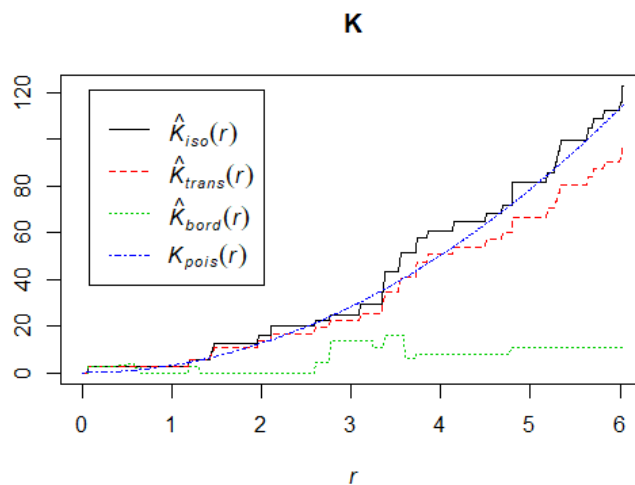 K
120
80
60
40
20
0
K̂iso(r)
K̂trans(r)
K̂bord(r)
Kpois(r)
0 1 2 3 4 5 6
r